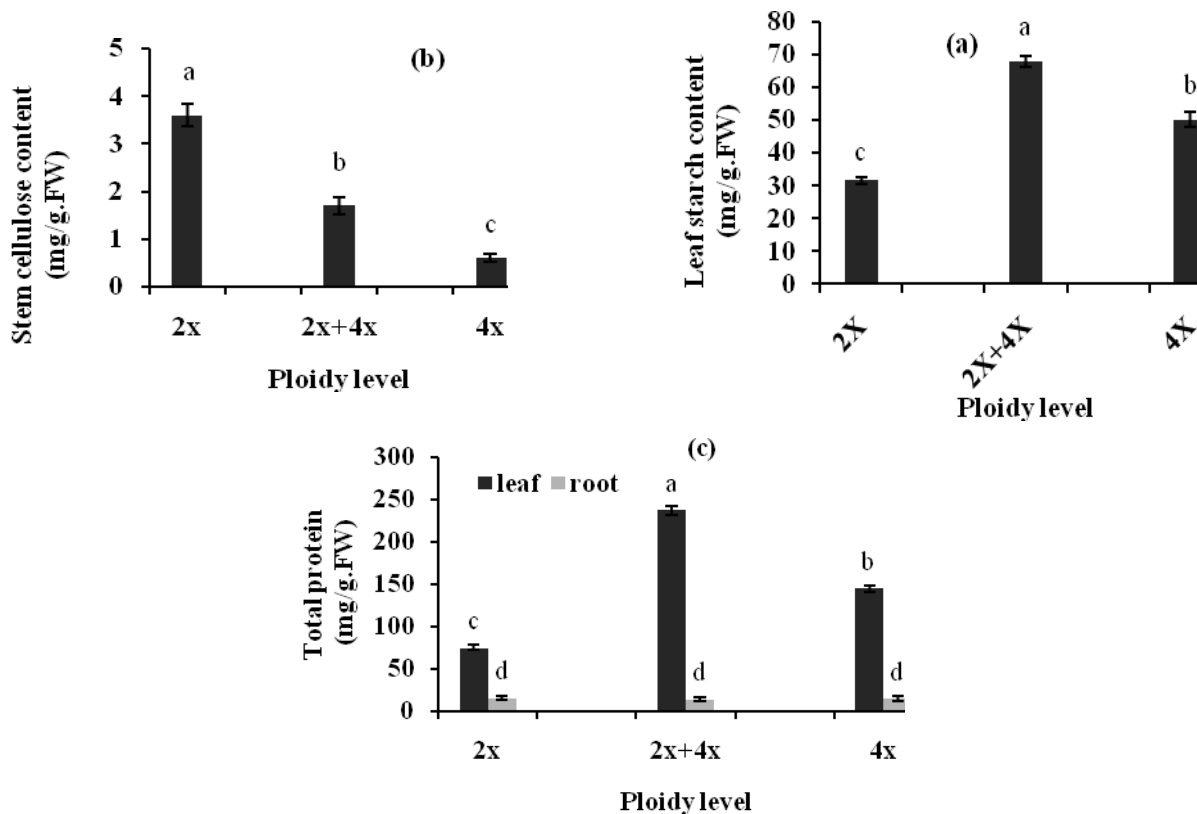 (b)
Stem cellulose content
(mg/g.FW)
5
4
3
2
1
0
a
b
c
2x
2x+4x
4x
Ploidy level
(a)
Leaf starch content
(mg/g.FW)
80
70
60
50
40
30
20
10
0
c
a
b
2X
2X+4X
4X
Ploidy level
(c)
Total protein
(mg/g.FW)
300
250
200
150
100
50
0
leaf root
c
d
a
d
b
d
2x
2x+4x
4x
Ploidy level